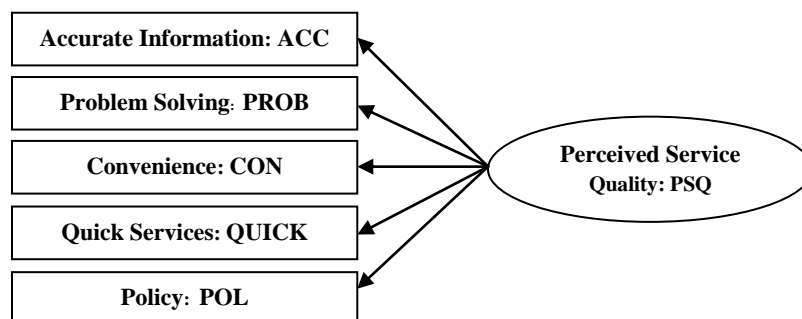 Accurate Information: ACC
Problem Solving: PROB
Convenience: CON
Quick Services: QUICK
Policy: POL
Perceived Service
Quality: PSQ